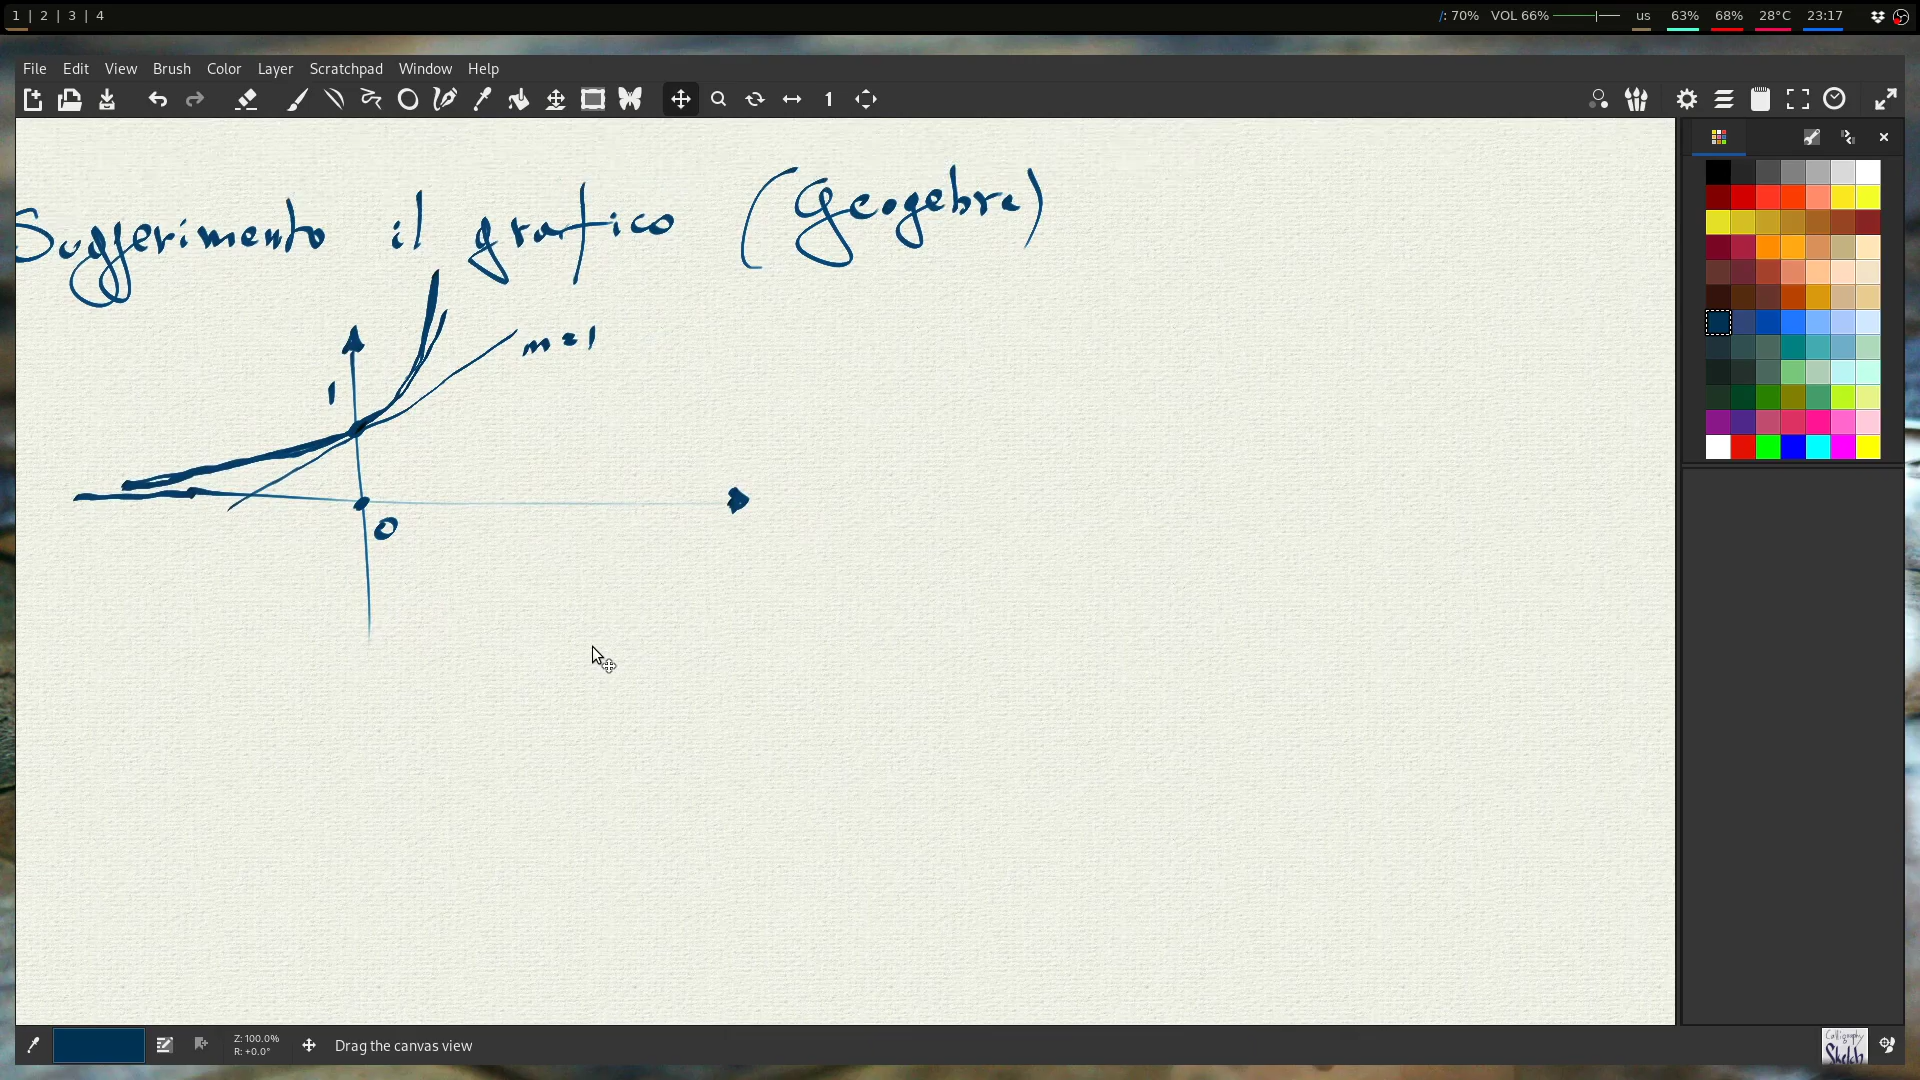 1 | 2 | 3 | 4 /: 70% VOL 66% us 63% 68% 28°C 23:17
File Edit View Brush Color Layer Scratchpad Window Help
1
Suggerimento il grafico (Geogebra)
m=1
1
0
Z: 100.0%
R: +0.0°
Drag the canvas view
Calligraphy
Sketch